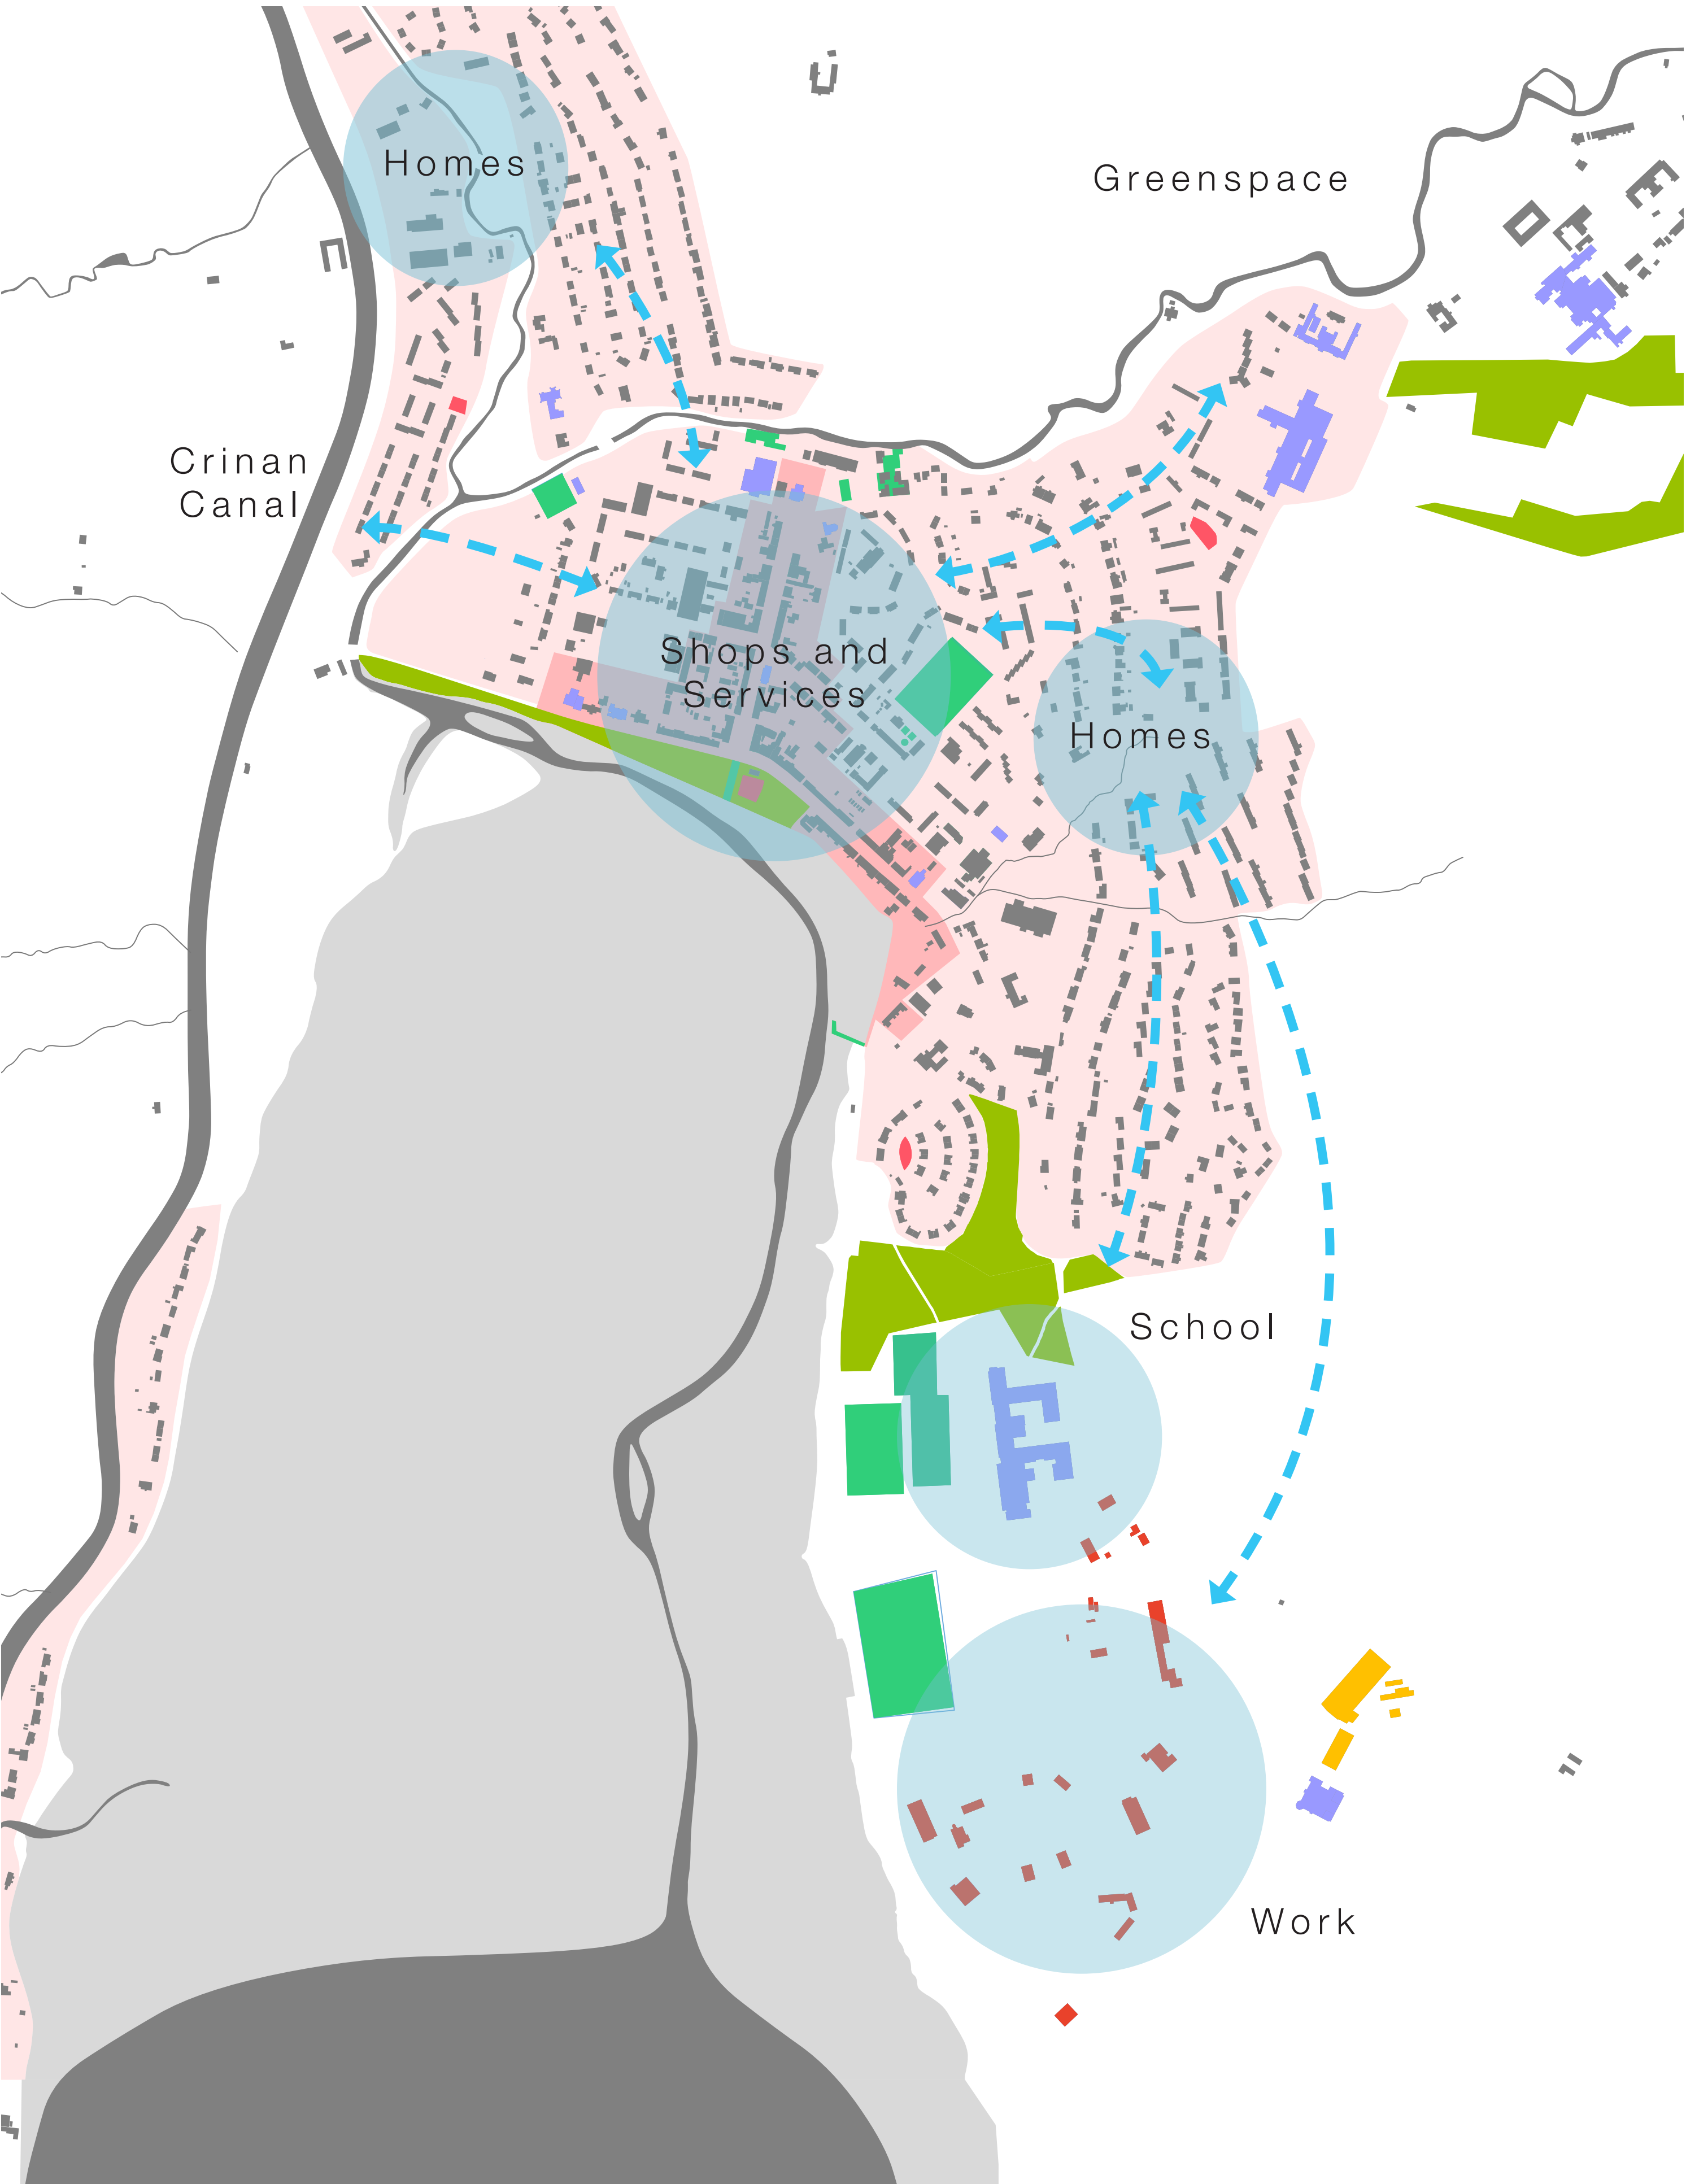 Homes
Greenspace
Crinan
Canal
Shops and
Services
Homes
School
Work